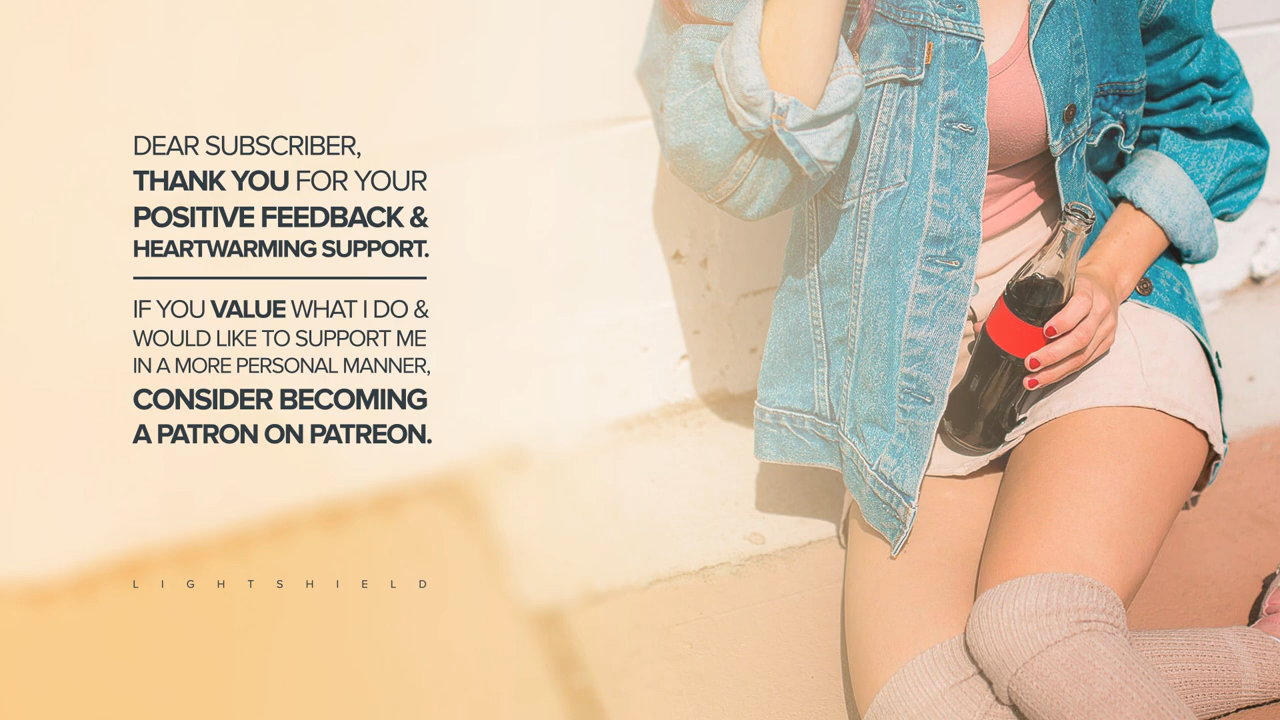 DEAR SUBSCRIBER,
THANK YOU FOR YOUR
POSITIVE FEEDBACK &
HEARTWARMING SUPPORT.
IF YOU VALUE WHAT I DO &
WOULD LIKE TO SUPPORT ME
IN A MORE PERSONAL MANNER,
CONSIDER BECOMING
A PATRON ON PATREON.
LIGHTSHIELD